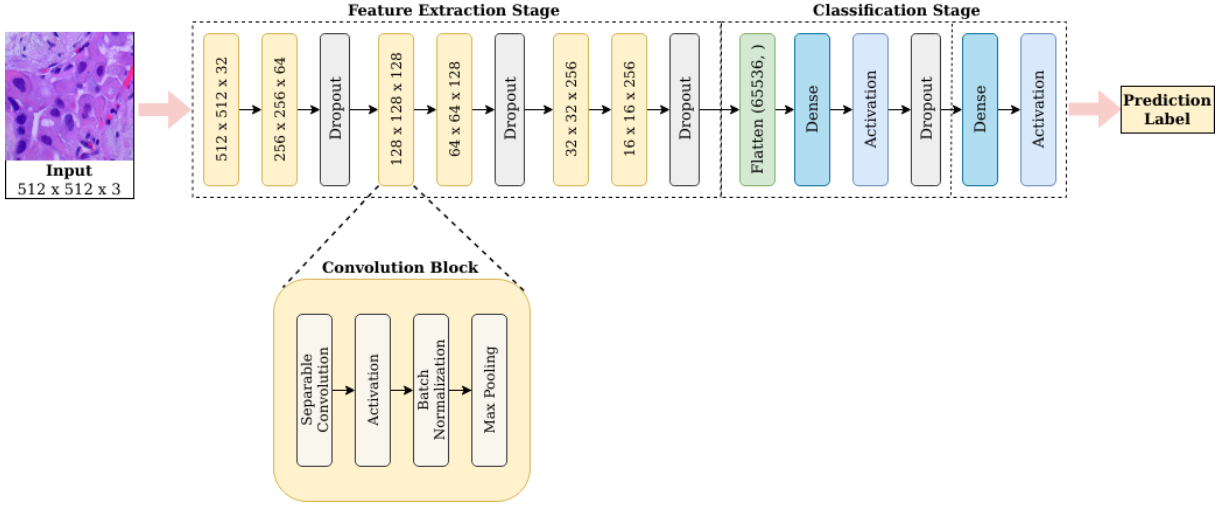 Feature Extraction Stage
Classification Stage
Input
512 x 512 x 3
512 x 512 x 32
256 x 256 x 64
Dropout
128 x 128 x 128
64 x 64 x 128
Dropout
32 x 32 x 256
16 x 16 x 256
Dropout
Flatten (65536, )
Dense
Activation
Dropout
Dense
Activation
Prediction
Label
Convolution Block
Separable
Convolution
Activation
Batch
Normalization
Max Pooling